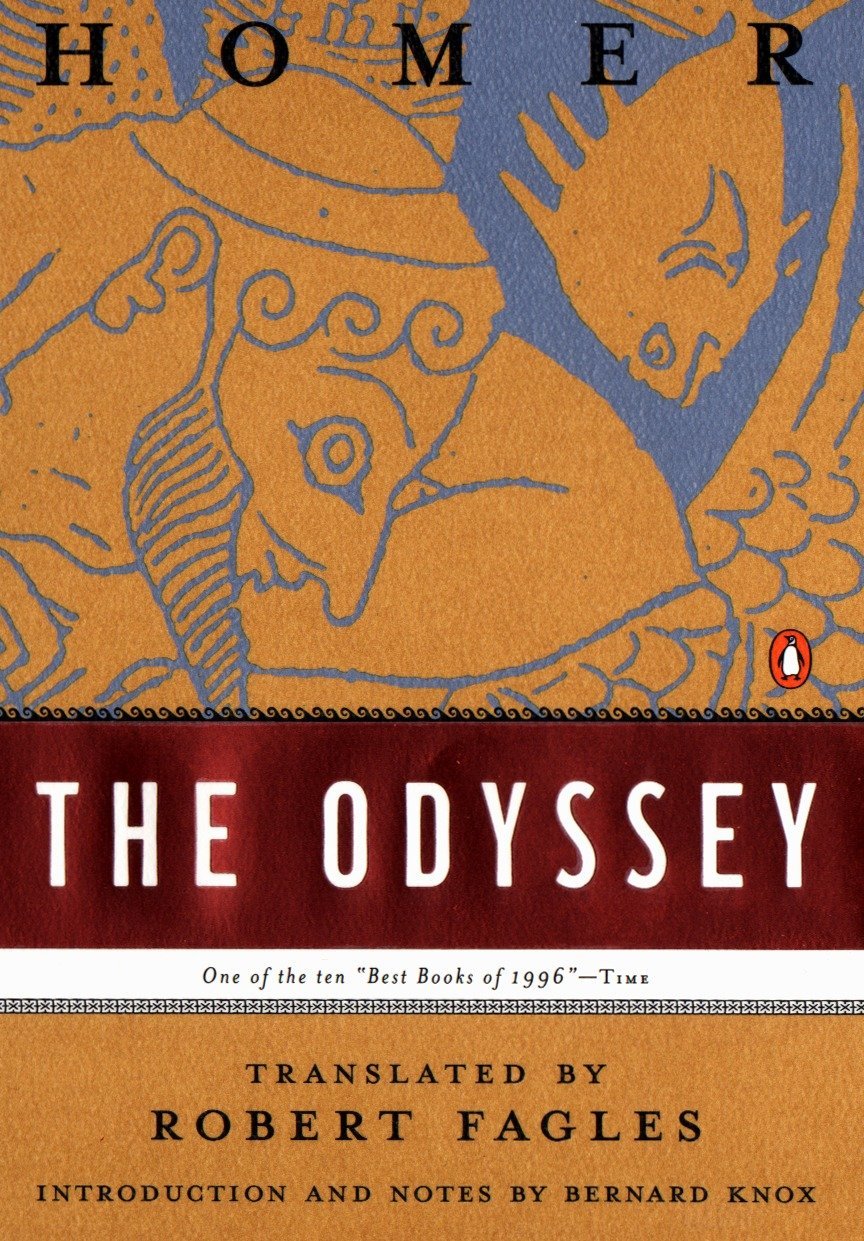 HOMER
THE ODYSSEY
One of the ten "Best Books of 1996"—TIME
TRANSLATED BY
ROBERT FAGLES
INTRODUCTION AND NOTES BY BERNARD KNOX